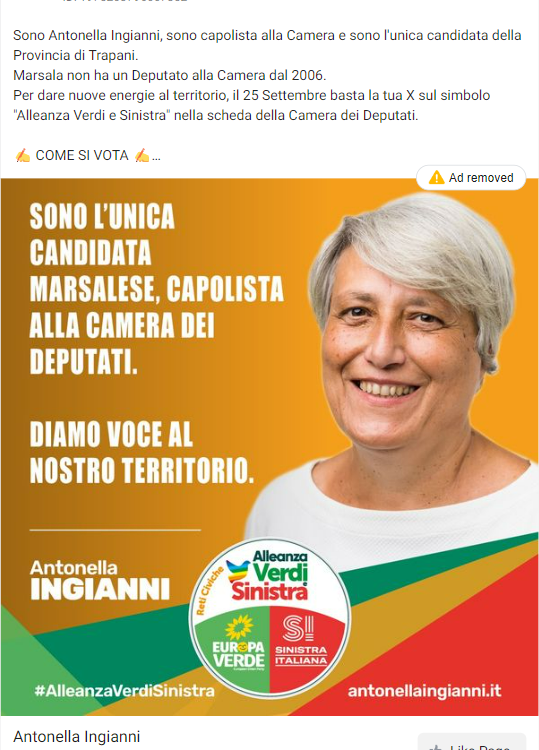 Sono Antonella Ingianni, sono capolista alla Camera e sono l'unica candidata della
Provincia di Trapani.
Marsala non ha un Deputato alla Camera dal 2006.
Per dare nuove energie al territorio, il 25 Settembre basta la tua X sul simbolo
"Alleanza Verdi e Sinistra" nella scheda della Camera dei Deputati.
✍️ COME SI VOTA ✍️...
Ad removed
SONO L'UNICA
CANDIDATA
MARSALESE, CAPOLISTA
ALLA CAMERA DEI
DEPUTATI.
DIAMO VOCE AL
NOSTRO TERRITORIO.
Antonella
INGIANNI
Reti Civiche
Alleanza
Verdi
Sinistra
EUROPA
VERDE
SI
SINISTRA
ITALIANA
#AlleanzaVerdiSinistra
antonellaingianni.it
Antonella Ingianni